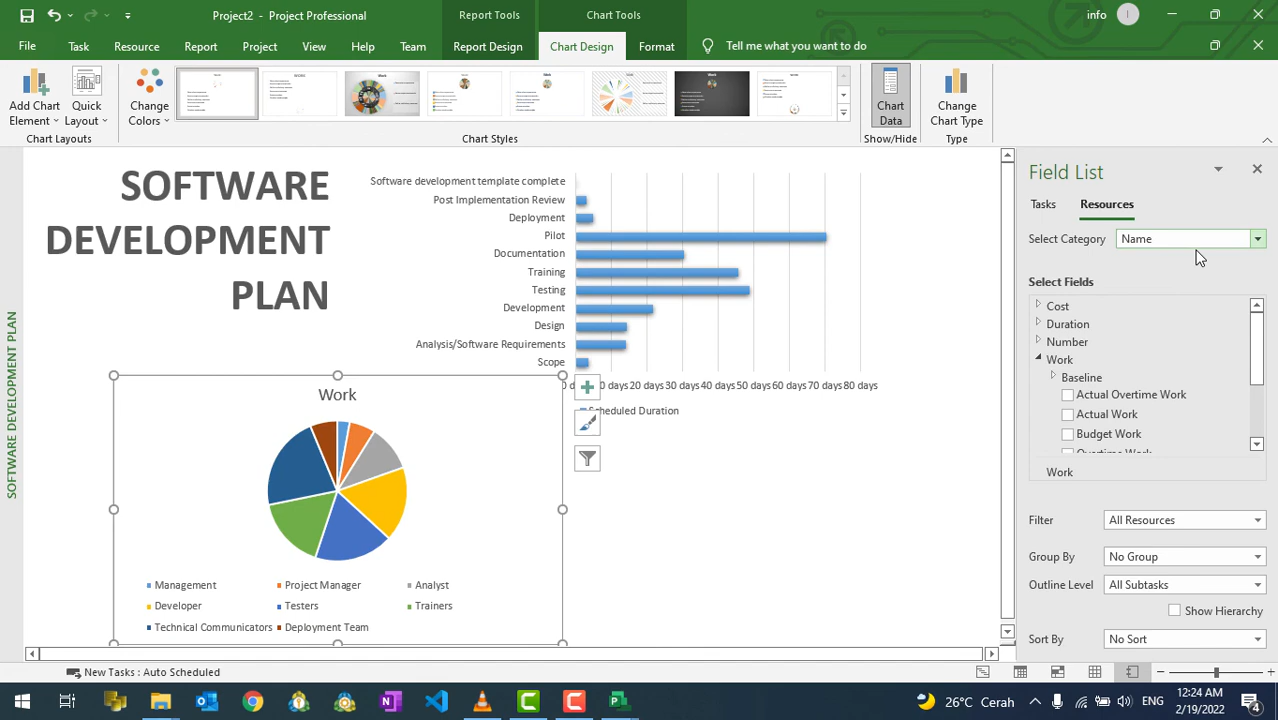 Project2 - Project Professional
Report Tools
Chart Tools
info
I
File
Task
Resource
Report
Project
View
Help
Team
Report Design
Chart Design
Format
Tell me what you want to do
Add Chart
Element
Quick
Layout
Change
Colors
Chart
Data
Change
Chart Type
Chart Layouts
Chart Styles
Show/Hide
Type
SOFTWARE DEVELOPMENT PLAN
SOFTWARE
DEVELOPMENT
PLAN
Software development template complete
Post Implementation Review
Deployment
Pilot
Documentation
Training
Testing
Development
Design
Analysis/Software Requirements
Scope
20 days 30 days 40 days 50 days 60 days 70 days 80 days
Scheduled Duration
Work
Management
Project Manager
Analyst
Developer
Testers
Trainers
Technical Communicators
Deployment Team
Field List
Tasks
Resources
Select Category
Name
Select Fields
Cost
Duration
Number
Work
Baseline
Actual Overtime Work
Actual Work
Budget Work
Work
Filter
All Resources
Group By
No Group
Outline Level
All Subtasks
Show Hierarchy
Sort By
No Sort
New Tasks : Auto Scheduled
26°C Cerah
ENG
12:24 AM
2/19/2022
4